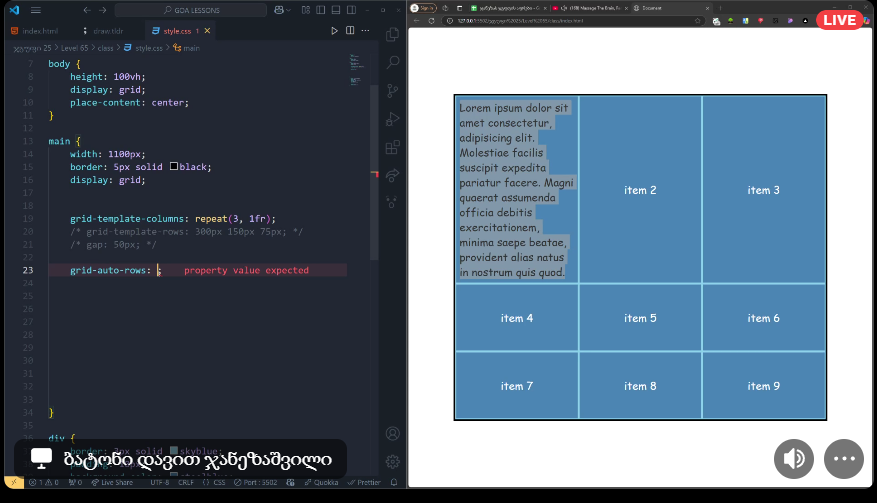 GOA LESSONS
index.html
draw.tldr
style.css 1
Level 65 > class > style.css > main
7 body {
8 height: 100vh;
9 display: grid;
10 place-content: center;
11 }
12
13 main {
14 width: 1100px;
15 border: 5px solid black;
16 display: grid;
17
18
19 grid-template-columns: repeat(3, 1fr);
20 /* grid-template-rows: 300px 150px 75px; */
21 /* gap: 50px; */
22
23 grid-auto-rows: ; property value expected
24
25
26
27
28
29
30
31
32
33
34 }
35
div {
border: 2px solid skyblue;
ბატონი დავით ჯანეზაშვილი
UTF-8 CRLF CSS Live Share Port : 5502 Quokka Prettier
Sign in
Document
LIVE
Lorem ipsum dolor sit
amet consectetur,
adipisicing elit.
Molestiae facilis
suscipit expedita
pariatur facere. Magni
quaerat assumenda
officia debitis
exercitationem,
minima saepe beatae,
provident alias natus
in nostrum quis quod.
item 2
item 3
item 4
item 5
item 6
item 7
item 8
item 9